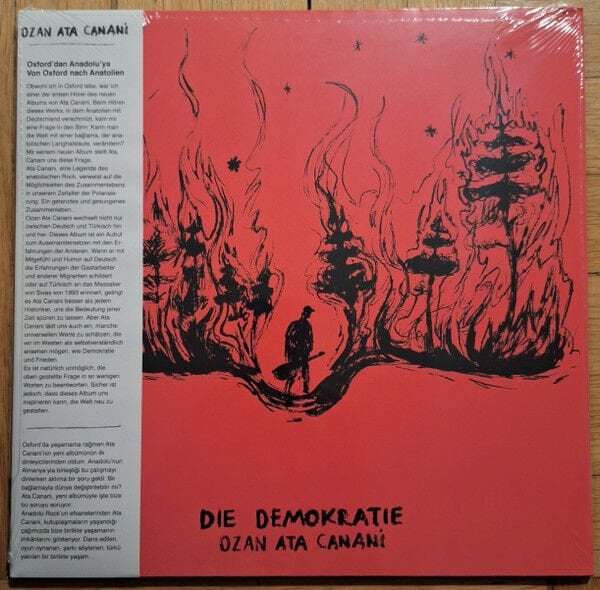 OZAN ATA CANANİ
Oxford'dan Anadolu'ya
Von Oxford nach Anatolien
Obwohl ich in Oxford lebe, war ich
einer der ersten Hörer des neuen
Albums von Ata Canani. Beim Hören
dieses Werks, in dem Anatolien mit
Deutschland verschmilzt, kam mir
eine Frage in den Sinn: Kann man
die Welt mit einer bağlama, der ana-
tolischen Langhalslaute, verändern?
Mit seinem neuen Album stellt Ata
Canani uns diese Frage.
Ata Canani, eine Legende des
anatolischen Rock, verweist auf die
Möglichkeiten des Zusammenlebens
in unserem Zeitalter der Polarisie-
rung: Ein getanztes und gesungenes
Zusammenleben...
Ozan Ata Canani wechselt nicht nur
zwischen Deutsch und Türkisch hin
und her. Dieses Album ist ein Aufruf
zum Auseinandersetzen mit den Er-
fahrungen der Anderen. Wenn er mit
Mitgefühl und Humor auf Deutsch
die Erfahrungen der Gastarbeiter
und anderer Migranten schildert
oder auf Türkisch an das Massaker
von Sivas von 1993 erinnert, gelingt
es Ata Canani besser als jedem
Historiker, uns die Bedeutung jener
Zeit spüren zu lassen. Aber Ata
Canani lädt uns auch ein, manche
universellen Werte zu schätzen, die
wir im Westen als selbstverständlich
ansehen mögen, wie Demokratie
und Frieden.
Es ist natürlich unmöglich, die
oben gestellte Frage in so wenigen
Worten zu beantworten. Sicher ist
jedoch, dass dieses Album uns
inspirieren kann, die Welt neu zu
gestalten.
Oxford'da yaşamama rağmen Ata
Canani'nin yeni albümünün ilk
dinleyicilerinden oldum. Anadolu'nun
Almanya'yla birleştiği bu çalışmayı
dinlerken aklıma bir soru geldi: Bir
bağlamayla dünya değiştirilebilir mi?
Ata Canani, yeni albümüyle işte bize
bu soruyu soruyor.
Anadolu Rock'un efsanelerinden Ata
Canani, kutuplaşmaların yaşandığı
çağımızda bize birlikte yaşamanın
imkânlarını gösteriyor. Dans edilen,
oyun oynanan, şarkı söylenen, türkü
yakılan bir birlikte yaşam...
DIE DEMOKRATIE
OZAN ATA CANANİ